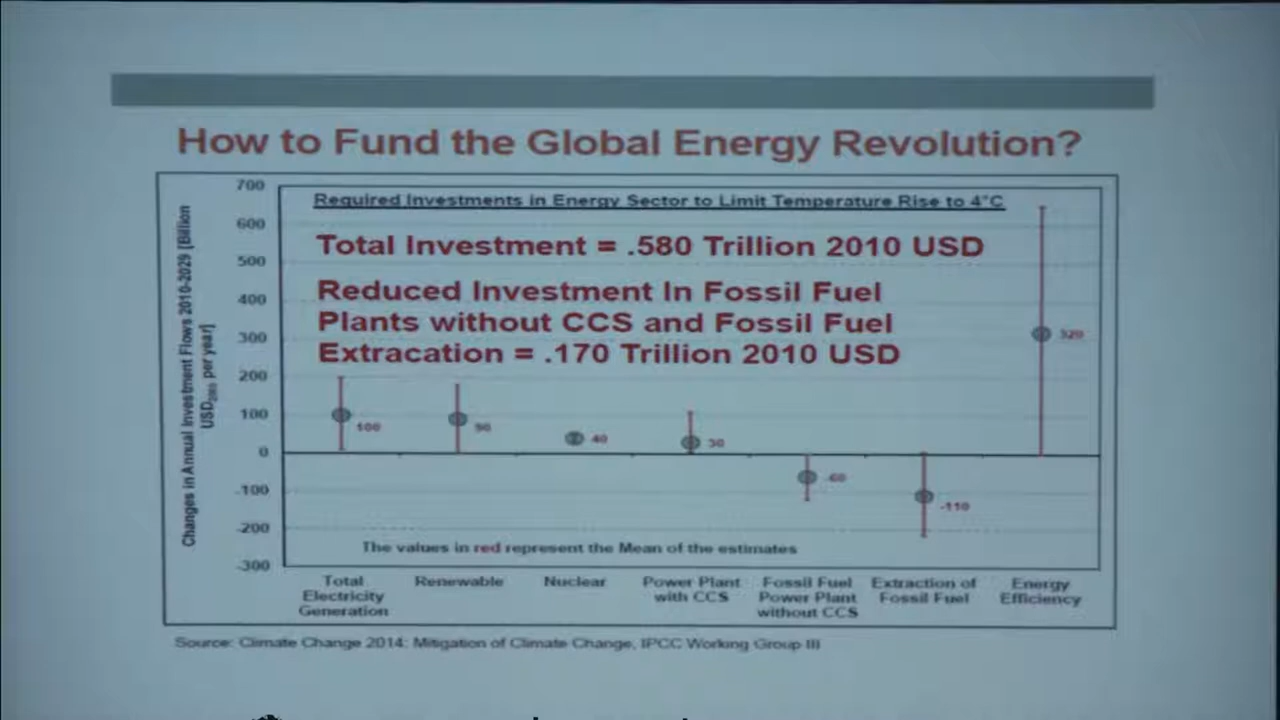 How to Fund the Global Energy Revolution?
700
600
500
400
300
200
100
0
-100
-200
-300
Changes in Annual Investment Flows 2010-2029 [Billion
per year]
Required Investments in Energy Sector to Limit Temperature Rise to 4°C
Total Investment = .580 Trillion 2010 USD
Reduced Investment In Fossil Fuel
Plants without CCS and Fossil Fuel
Extracation = .170 Trillion 2010 USD
100
90
40
30
-60
-110
320
The values in red represent the Mean of the estimates
Total
Electricity
Generation
Renewable
Nuclear
Power Plant
with CCS
Fossil Fuel
Power Plant
without CCS
Extraction of
Fossil Fuel
Energy
Efficiency
Source: Climate Change 2014: Mitigation of Climate Change, IPCC Working Group III